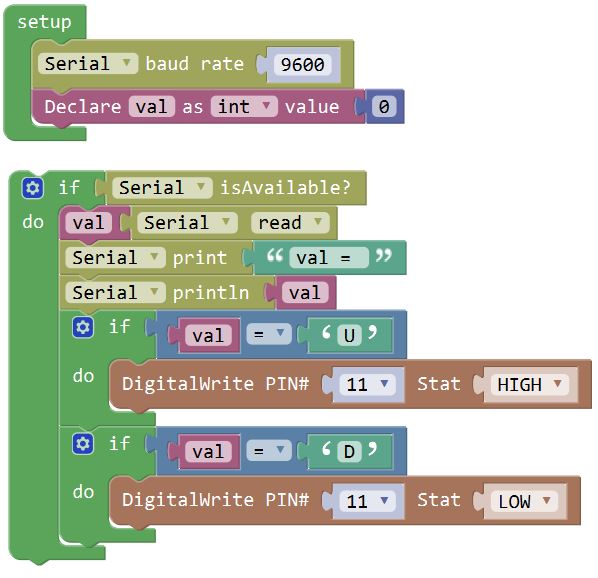 setup
Serial baud rate 9600
Declare val as int value 0
if Serial isAvailable?
do val Serial read
Serial print “ val = ”
Serial println val
if val = ‘ U ’
do DigitalWrite PIN# 11 Stat HIGH
if val = ‘ D ’
do DigitalWrite PIN# 11 Stat LOW